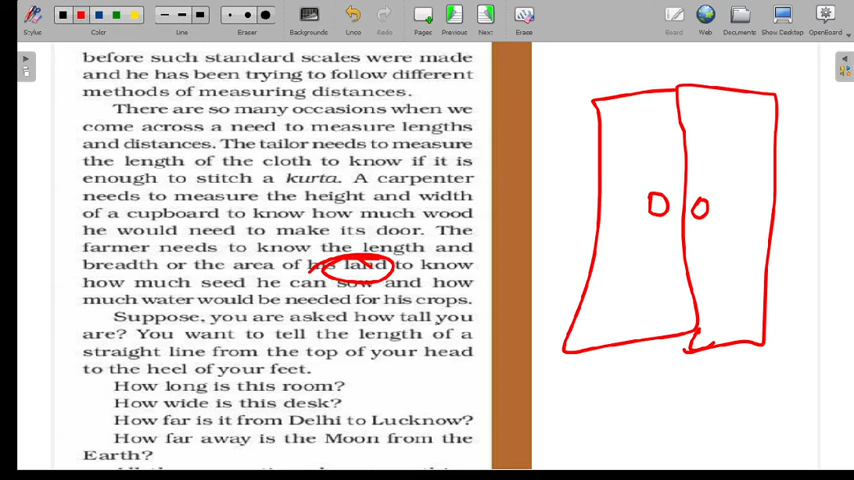 Stylus
Color
Line
Eraser
Backgrounds
Undo
Redo
Pages
Previous
Next
Erase
Board
Web
Documents
Show Desktop
OpenBoard
before such standard scales were made
and he has been trying to follow different
methods of measuring distances.
There are so many occasions when we
come across a need to measure lengths
and distances. The tailor needs to measure
the length of the cloth to know if it is
enough to stitch a kurta. A carpenter
needs to measure the height and width
of a cupboard to know how much wood
he would need to make its door. The
farmer needs to know the length and
breadth or the area of his land to know
how much seed he can sow and how
much water would be needed for his crops.
Suppose, you are asked how tall you
are? You want to tell the length of a
straight line from the top of your head
to the heel of your feet.
How long is this room?
How wide is this desk?
How far is it from Delhi to Lucknow?
How far away is the Moon from the
Earth?